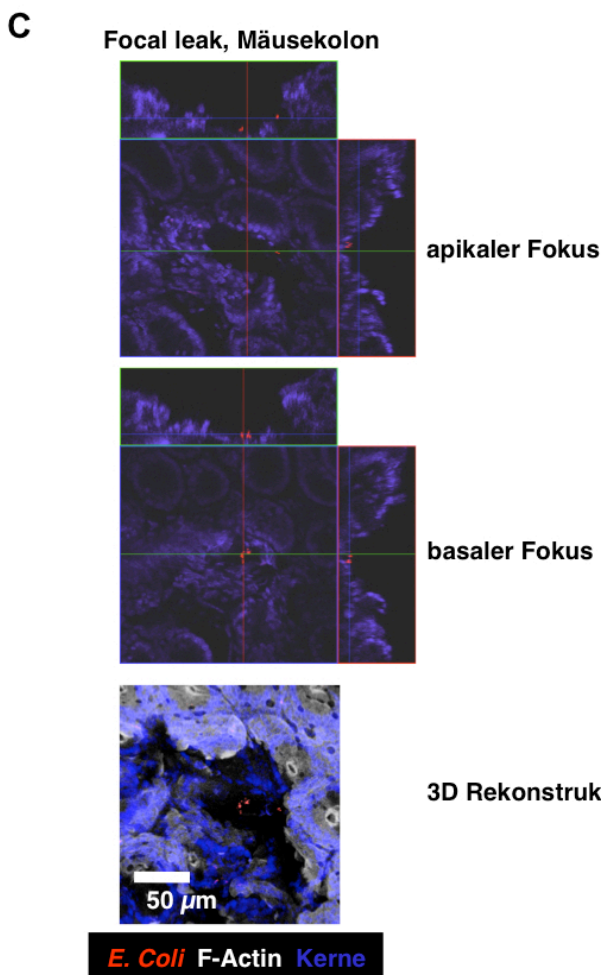 C
Focal leak, Mäusekolon
apikaler Fokus
basaler Fokus
3D Rekonstruk
50 µm
E. Coli F-Actin Kerne